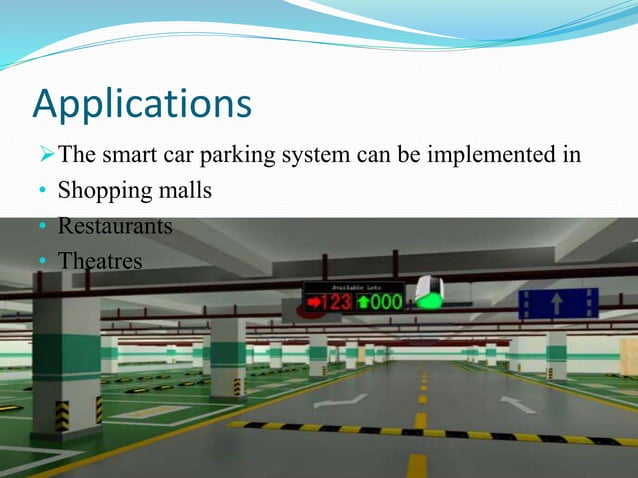 Applications
➢The smart car parking system can be implemented in
• Shopping malls
• Restaurants
• Theatres
Available Lots
→123 ↑000